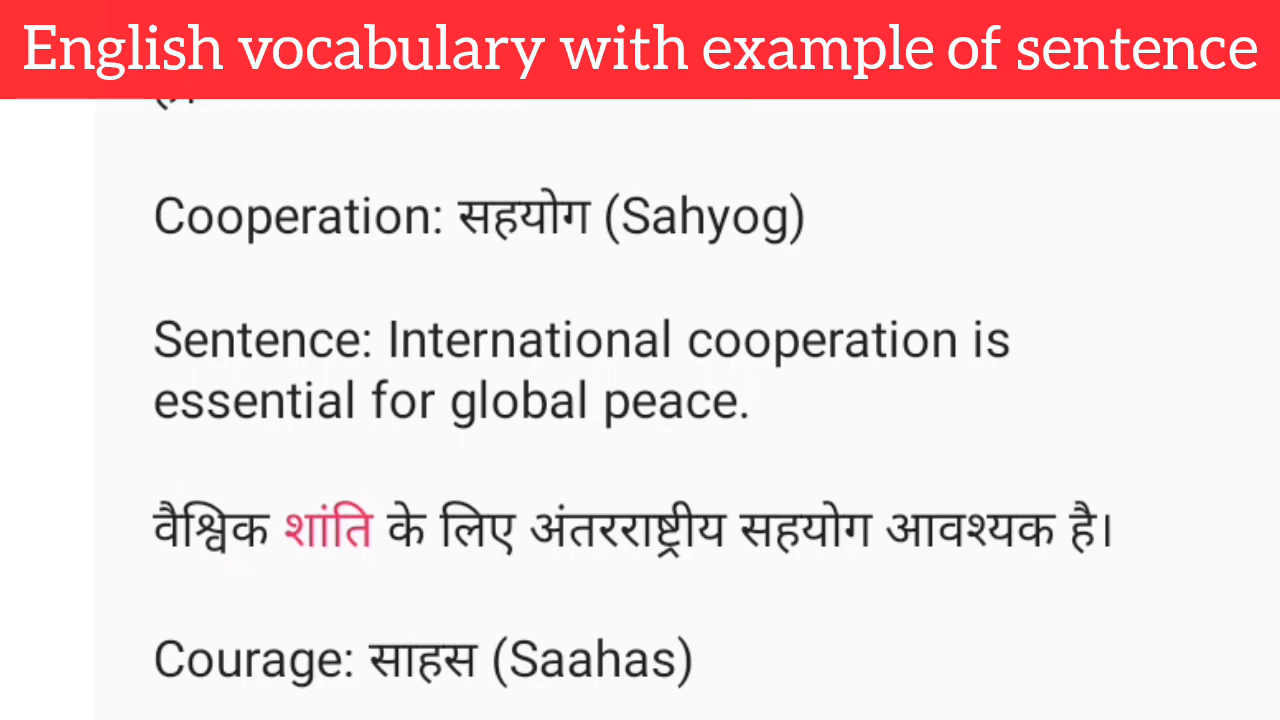 English vocabulary with example of sentence
Cooperation: सहयोग (Sahyog)
Sentence: International cooperation is
essential for global peace.
वैश्विक शांति के लिए अंतरराष्ट्रीय सहयोग आवश्यक है।
Courage: साहस (Saahas)